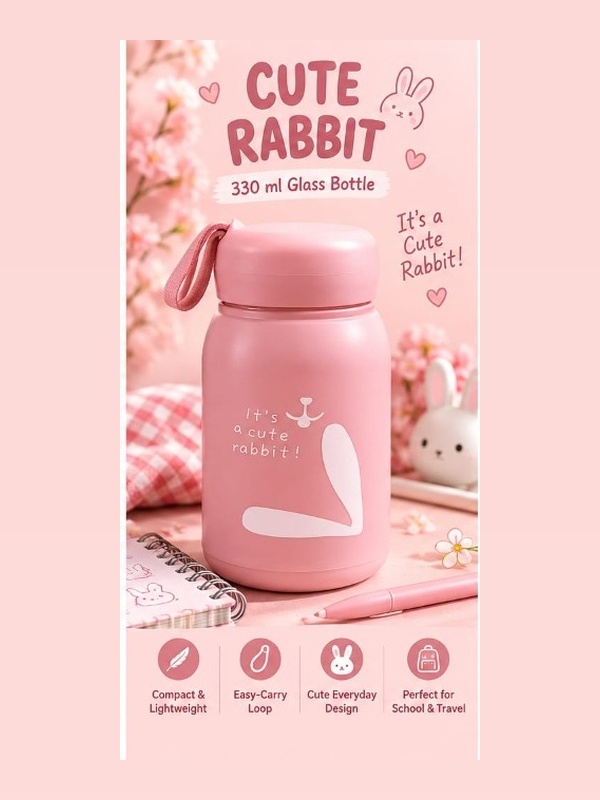 CUTE
RABBIT
330 ml Glass Bottle
It's a
Cute
Rabbit!
It's
a cute
rabbit!
Compact &
Lightweight
Easy-Carry
Loop
Cute Everyday
Design
Perfect for
School & Travel